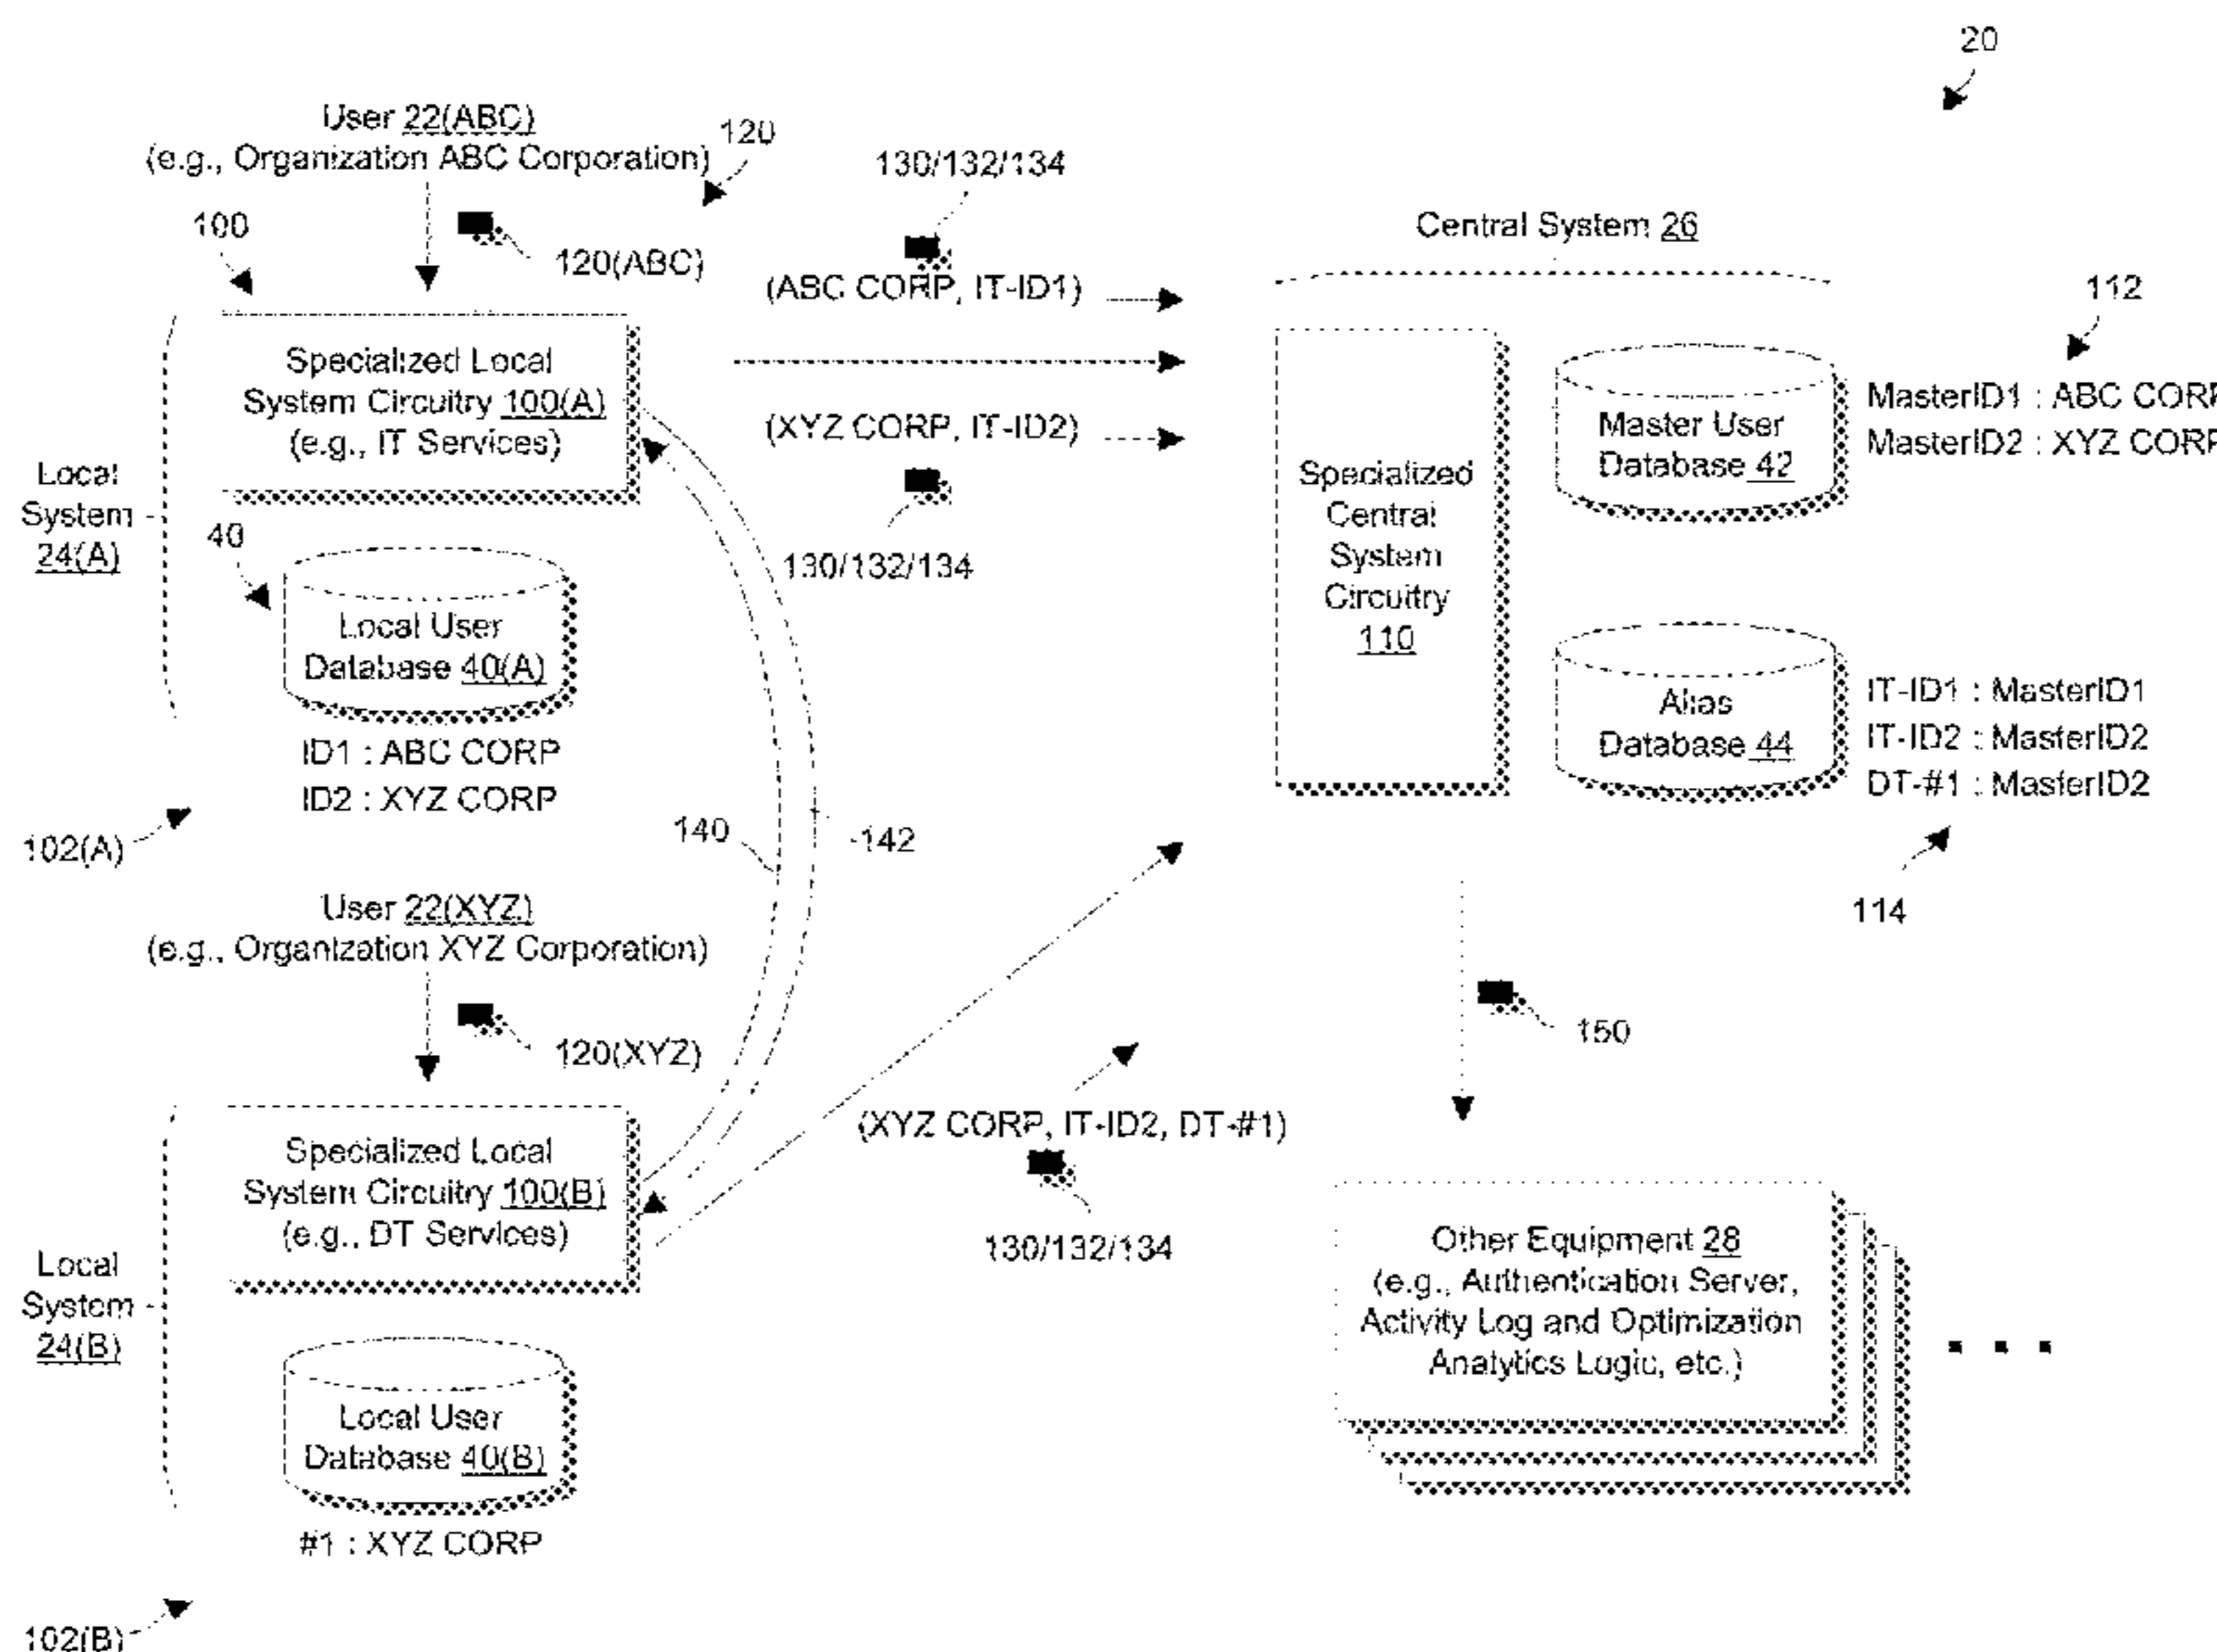 20
User 22(ABC)
(e.g., Organization ABC Corporation)
120
100
120(ABC)
130/132/134
(ABC CORP, IT-ID1)
(XYZ CORP, IT-ID2)
130/132/134
Specialized Local
System Circuitry 100(A)
(e.g., IT Services)
Local
System
24(A)
40
Local User
Database 40(A)
ID1 : ABC CORP
ID2 : XYZ CORP
102(A)
140
142
Central System 26
Specialized
Central
System
Circuitry
110
Master User
Database 42
112
MasterID1 : ABC CORP
MasterID2 : XYZ CORP
Alias
Database 44
IT-ID1 : MasterID1
IT-ID2 : MasterID2
DT-#1 : MasterID2
114
User 22(XYZ)
(e.g., Organization XYZ Corporation)
120(XYZ)
Specialized Local
System Circuitry 100(B)
(e.g., DT Services)
Local
System
24(B)
Local User
Database 40(B)
#1 : XYZ CORP
102(B)
(XYZ CORP, IT-ID2, DT-#1)
130/132/134
150
Other Equipment 28
(e.g., Authentication Server,
Activity Log and Optimization
Analytics Logic, etc.)
. . .